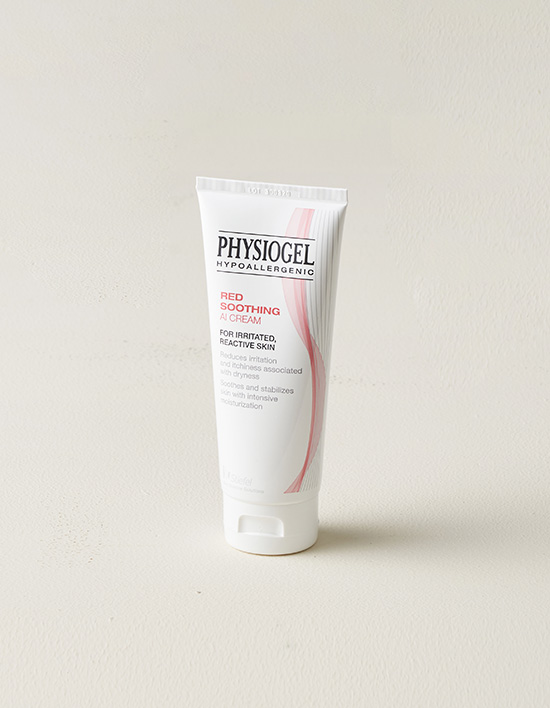 PHYSIOGEL
HYPOALLERGENIC
RED
SOOTHING
AI CREAM
FOR IRRITATED,
REACTIVE SKIN
Reduces irritation
and itchiness associated
with dryness
Soothes and stabilizes
skin with intensive
moisturization